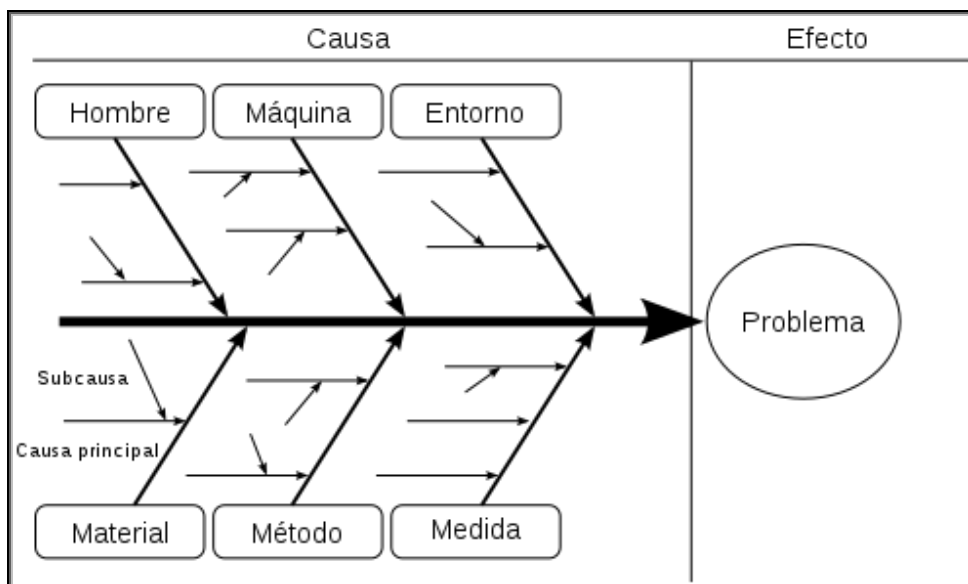 Causa
Efecto
Hombre
Máquina
Entorno
Problema
Subcausa
Causa principal
Material
Método
Medida